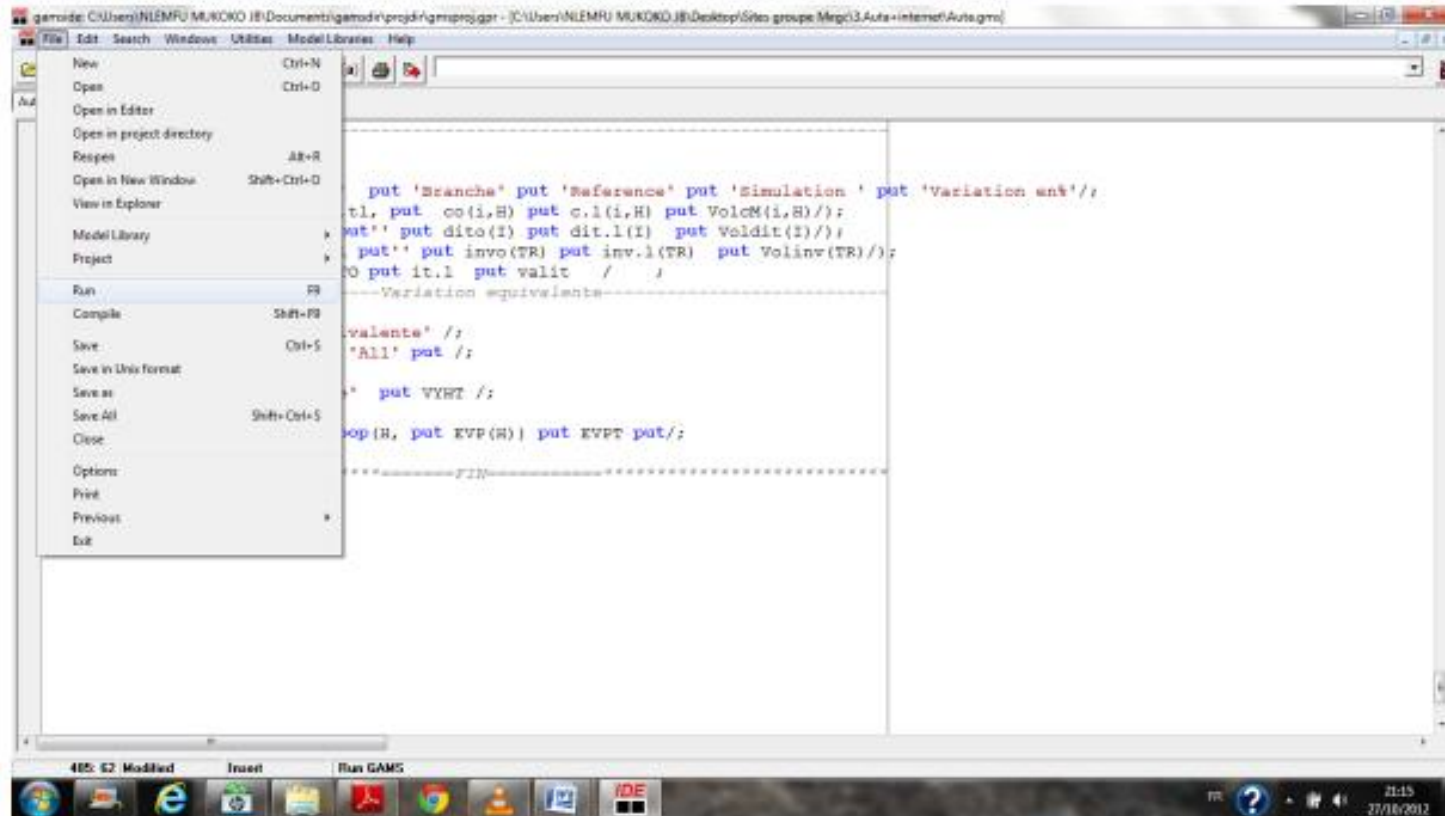 gamside: C:\Users\NLEMFU MUKOKO JB\Documents\gamsdir\projdir\gmsproj.gpr - [C:\Users\NLEMFU MUKOKO JB\Desktop\Sites groupe Megc\3.Auta+internet\Auta.gms]
File Edit Search Windows Utilities Model Libraries Help
New Ctrl+N
Open Ctrl+O
Open in Editor
Open in project directory
Reopen Alt+R
Open in New Window Shift+Ctrl+O
View in Explorer
Model Library
Project
Run F9
Compile Shift+F9
Save Ctrl+S
Save in Unix format
Save as
Save All Shift+Ctrl+S
Close
Options
Print
Previous
Exit
put 'Branche' put 'Reference' put 'Simulation ' put 'Variation en%'/;
put co(i,H) put c.l(i,H) put VolcM(i,H)/);
'' put dito(I) put dit.l(I) put Voldit(I)/);
put'' put invo(TR) put inv.l(TR) put Volinv(TR)/);
TO put it.l put valit / ;
----Variation equivalente----
valente' /;
'All' put /;
' put VYHT /;
oop(H, put EVP(H)) put EVPT put/;
FIN
485: 62 Modified Insert Run GAMS
IDE
FR
21:15
27/10/2012